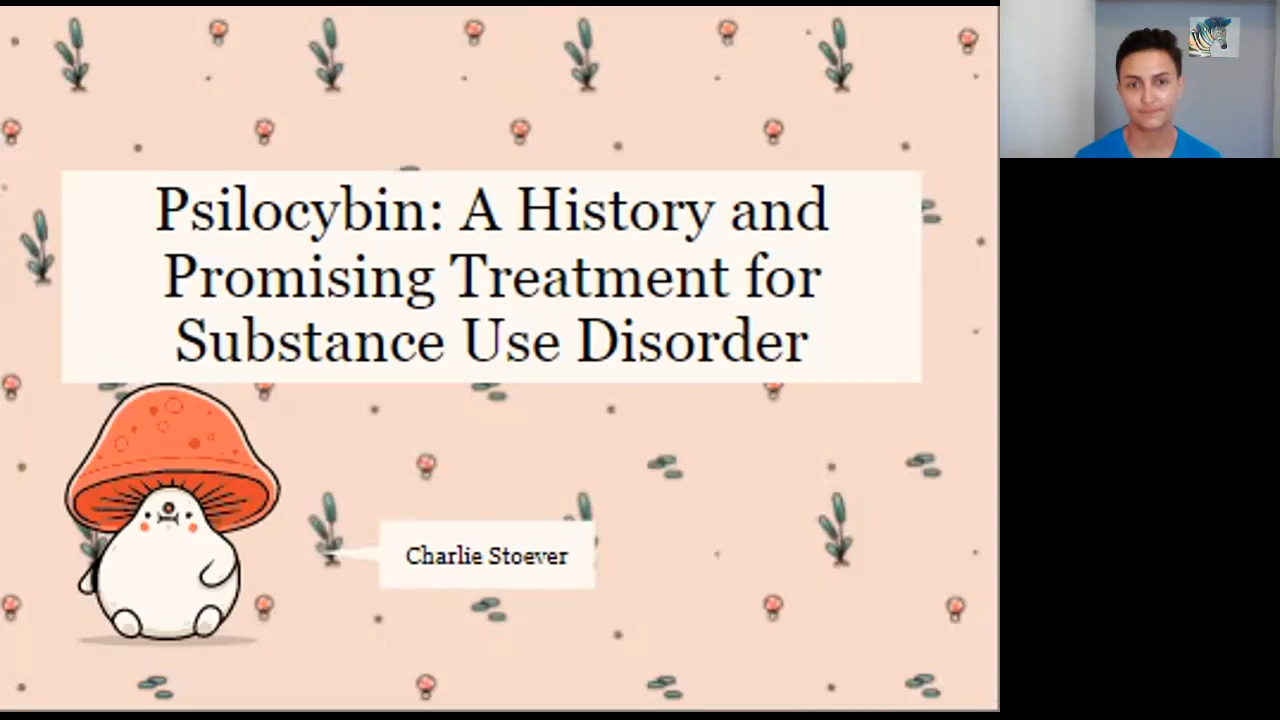 Psilocybin: A History and
Promising Treatment for
Substance Use Disorder
Charlie Stoever